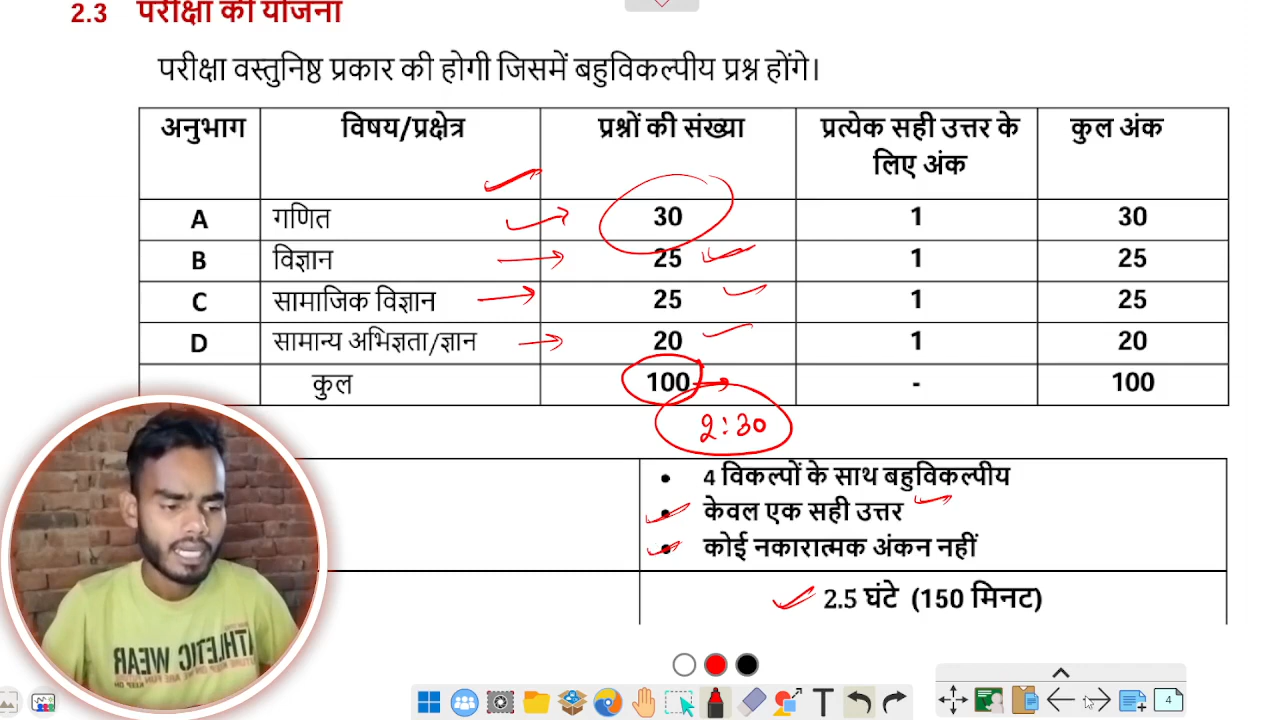 2.3 परीक्षा की योजना
परीक्षा वस्तुनिष्ठ प्रकार की होगी जिसमें बहुविकल्पीय प्रश्न होंगे।
अनुभाग विषय/प्रक्षेत्र प्रश्नों की संख्या प्रत्येक सही उत्तर के लिए अंक कुल अंक
A गणित 30 1 30
B विज्ञान 25 1 25
C सामाजिक विज्ञान 25 1 25
D सामान्य अभिज्ञता/ज्ञान 20 1 20
कुल 100 - 100
2:30
• 4 विकल्पों के साथ बहुविकल्पीय
• केवल एक सही उत्तर
• कोई नकारात्मक अंकन नहीं
2.5 घंटे (150 मिनट)
ATHLETIC WEAR
T
4